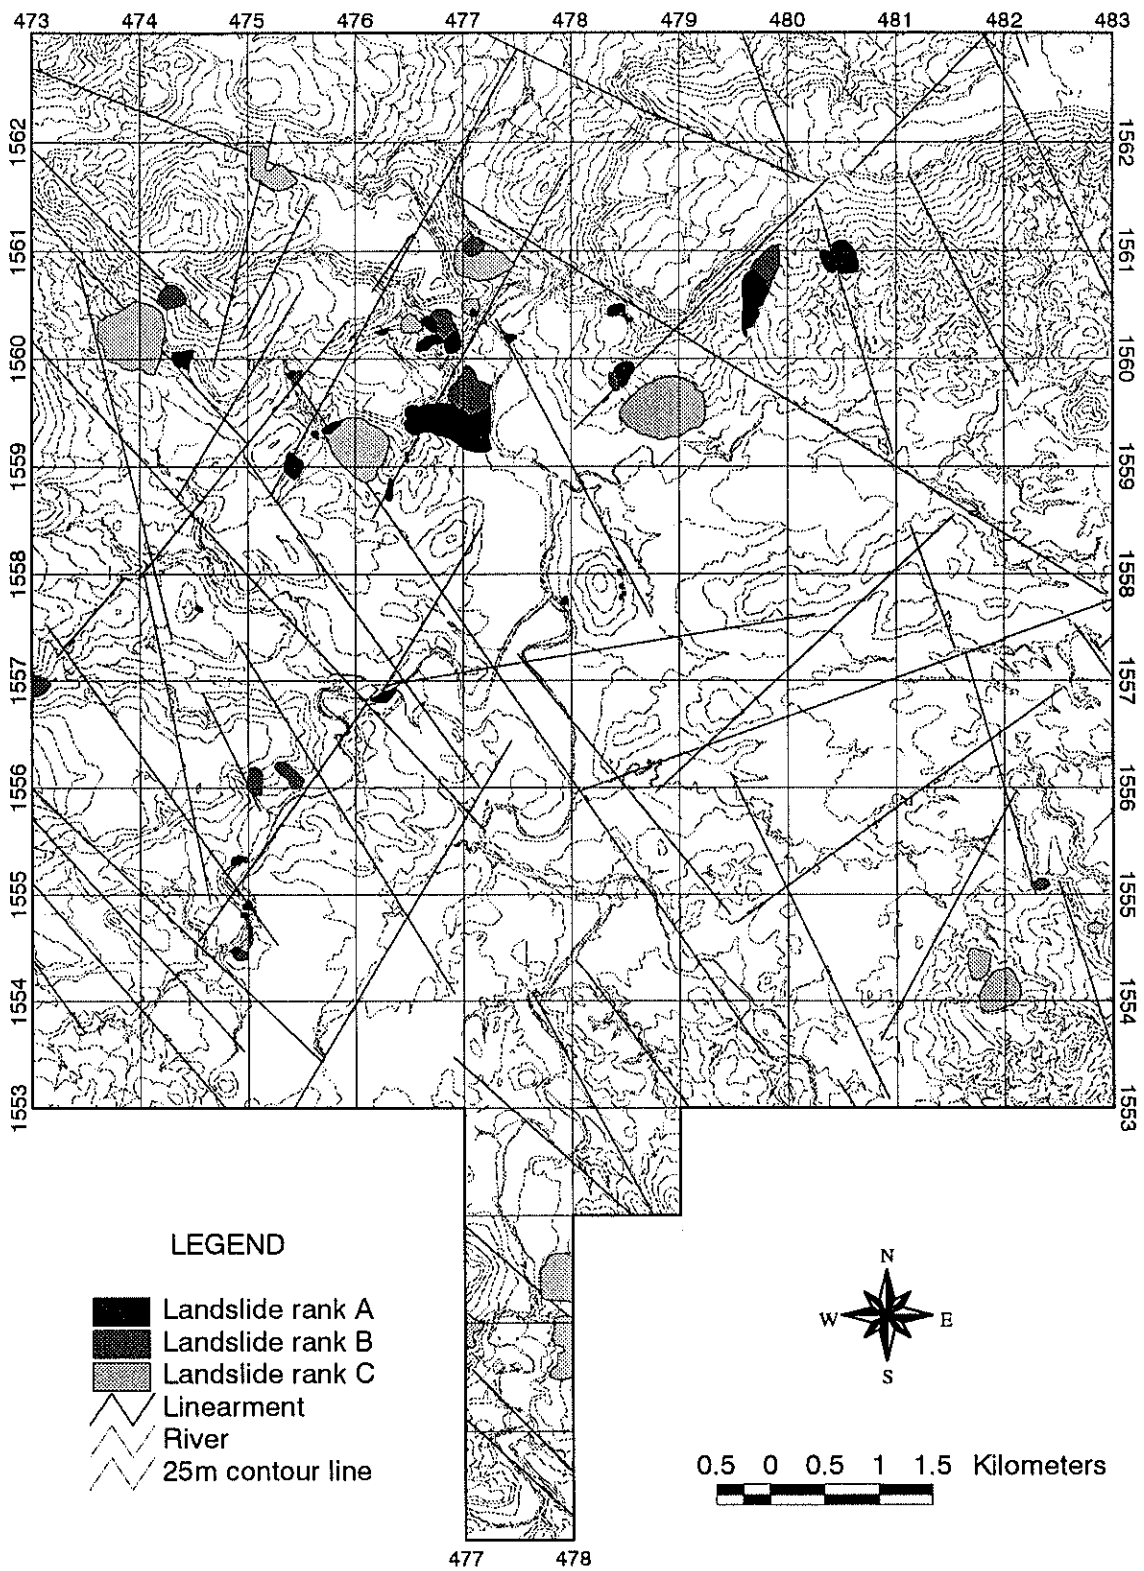 473 474 475 476 477 478 479 480 481 482 483
1562 1562
1561 1561
1560 1560
1559 1559
1558 1558
1557 1557
1556 1556
1555 1555
1554 1554
1553 1553
LEGEND
Landslide rank A
Landslide rank B
Landslide rank C
Linearment
River
25m contour line
N
W E
S
0.5 0 0.5 1 1.5 Kilometers
477 478